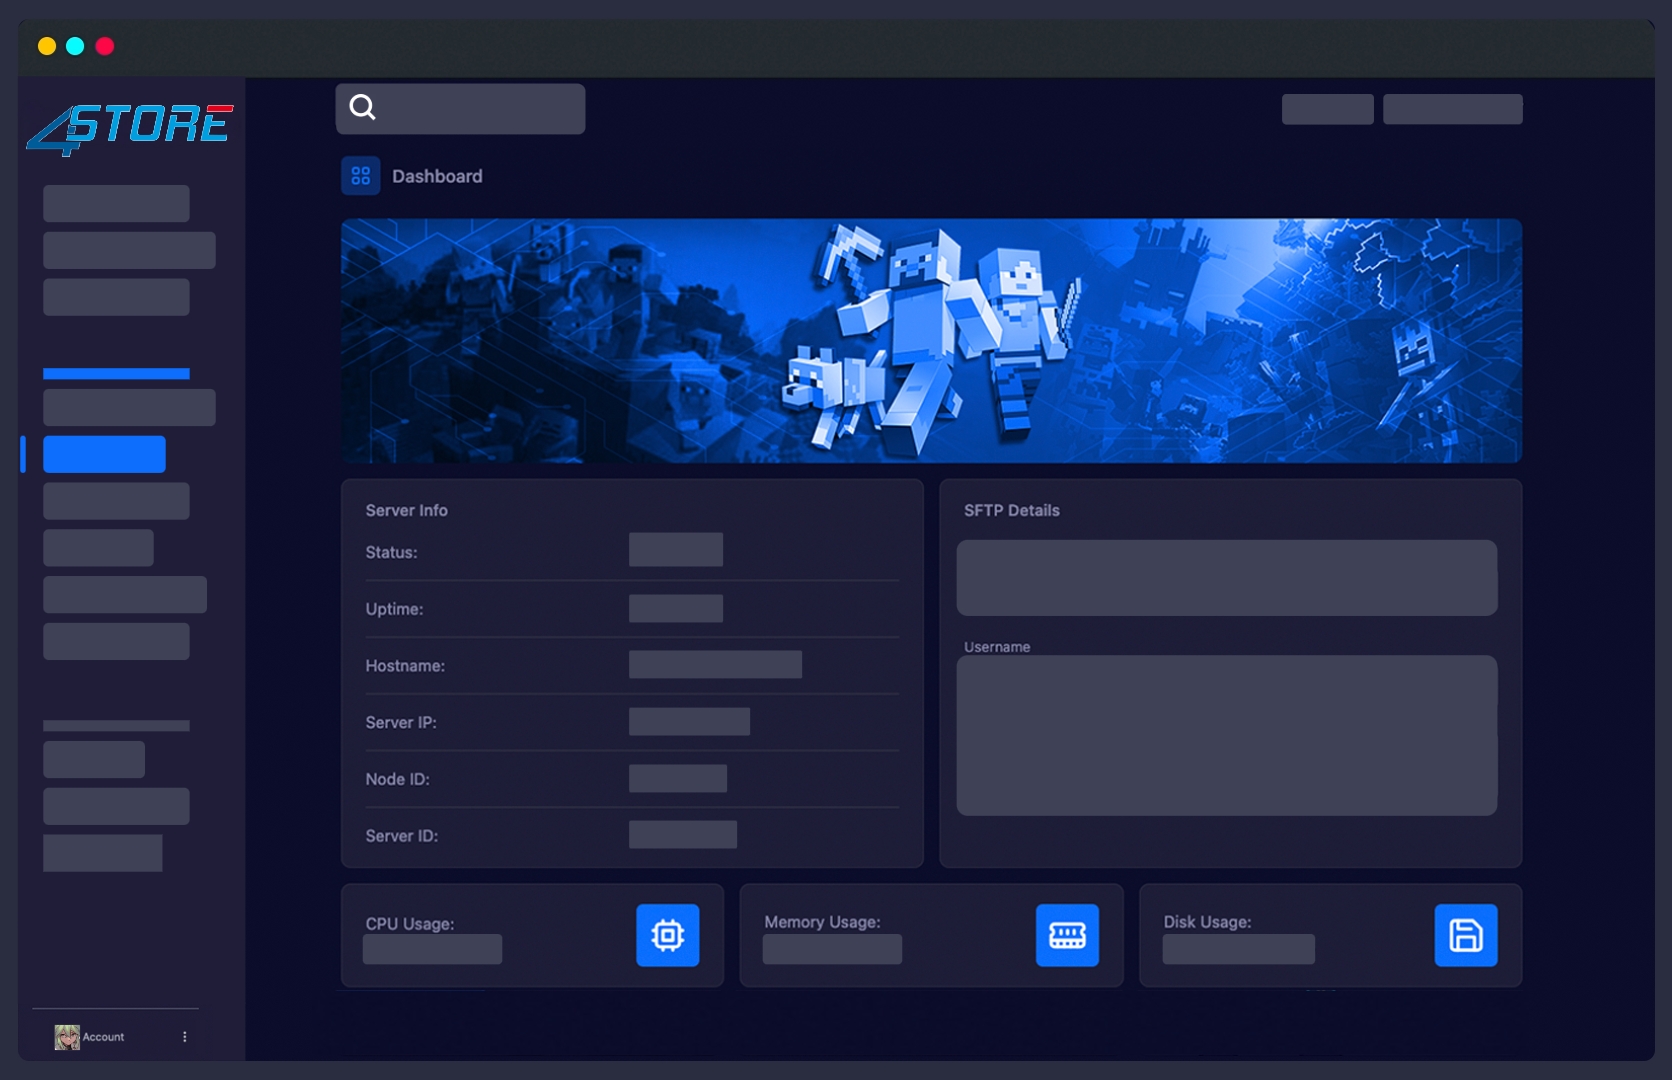 4STORE
Dashboard
Server Info
Status:
Uptime:
Hostname:
Server IP:
Node ID:
Server ID:
SFTP Details
Username
CPU Usage:
Memory Usage:
Disk Usage:
Account